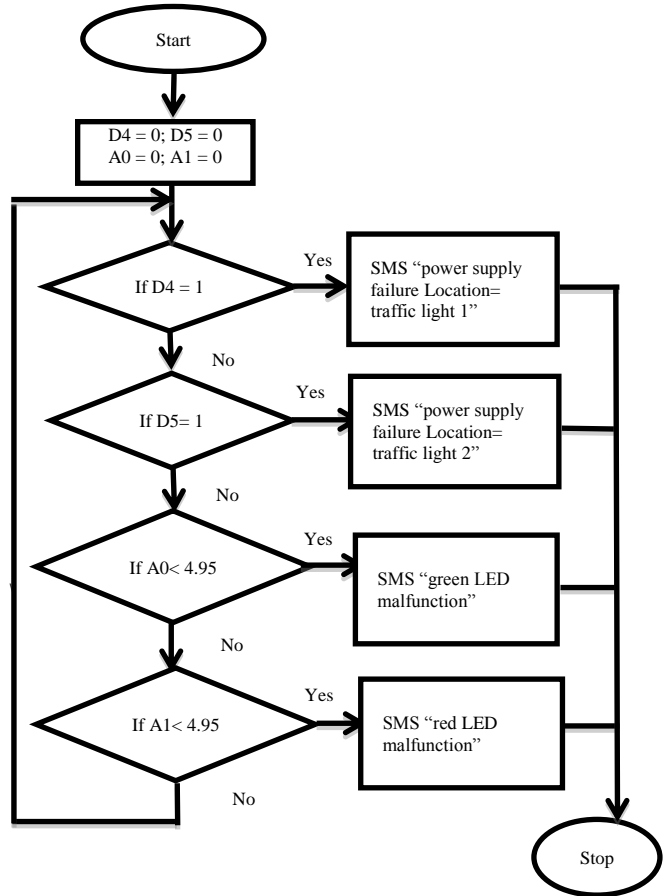 Start
D4 = 0; D5 = 0
A0 = 0; A1 = 0
If D4 = 1
Yes
SMS “power supply
failure Location=
traffic light 1”
No
If D5= 1
Yes
SMS “power supply
failure Location=
traffic light 2”
No
If A0< 4.95
Yes
SMS “green LED
malfunction”
No
If A1< 4.95
Yes
SMS “red LED
malfunction”
No
Stop